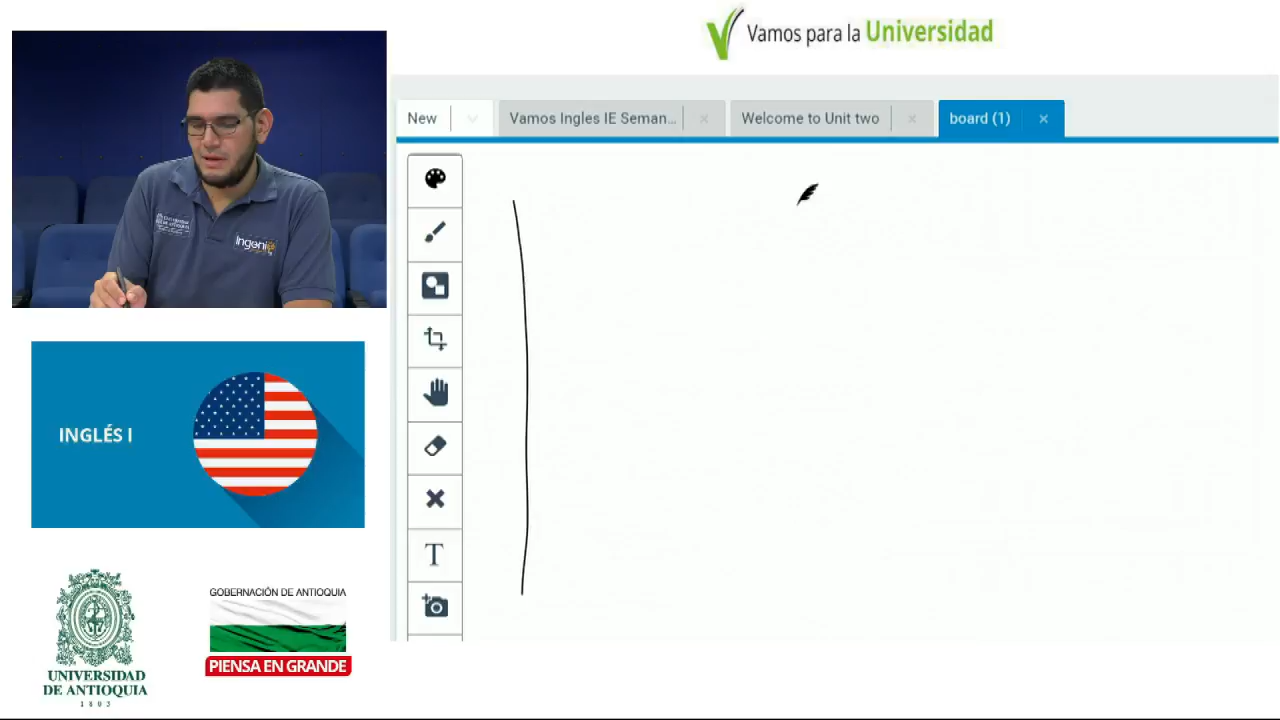 Vamos para la Universidad
New
Vamos Ingles IE Seman...
Welcome to Unit two
board (1)
Ingeni@
T
INGLÉS I
UNIVERSIDAD
DE ANTIOQUIA
1803
GOBERNACIÓN DE ANTIOQUIA
PIENSA EN GRANDE